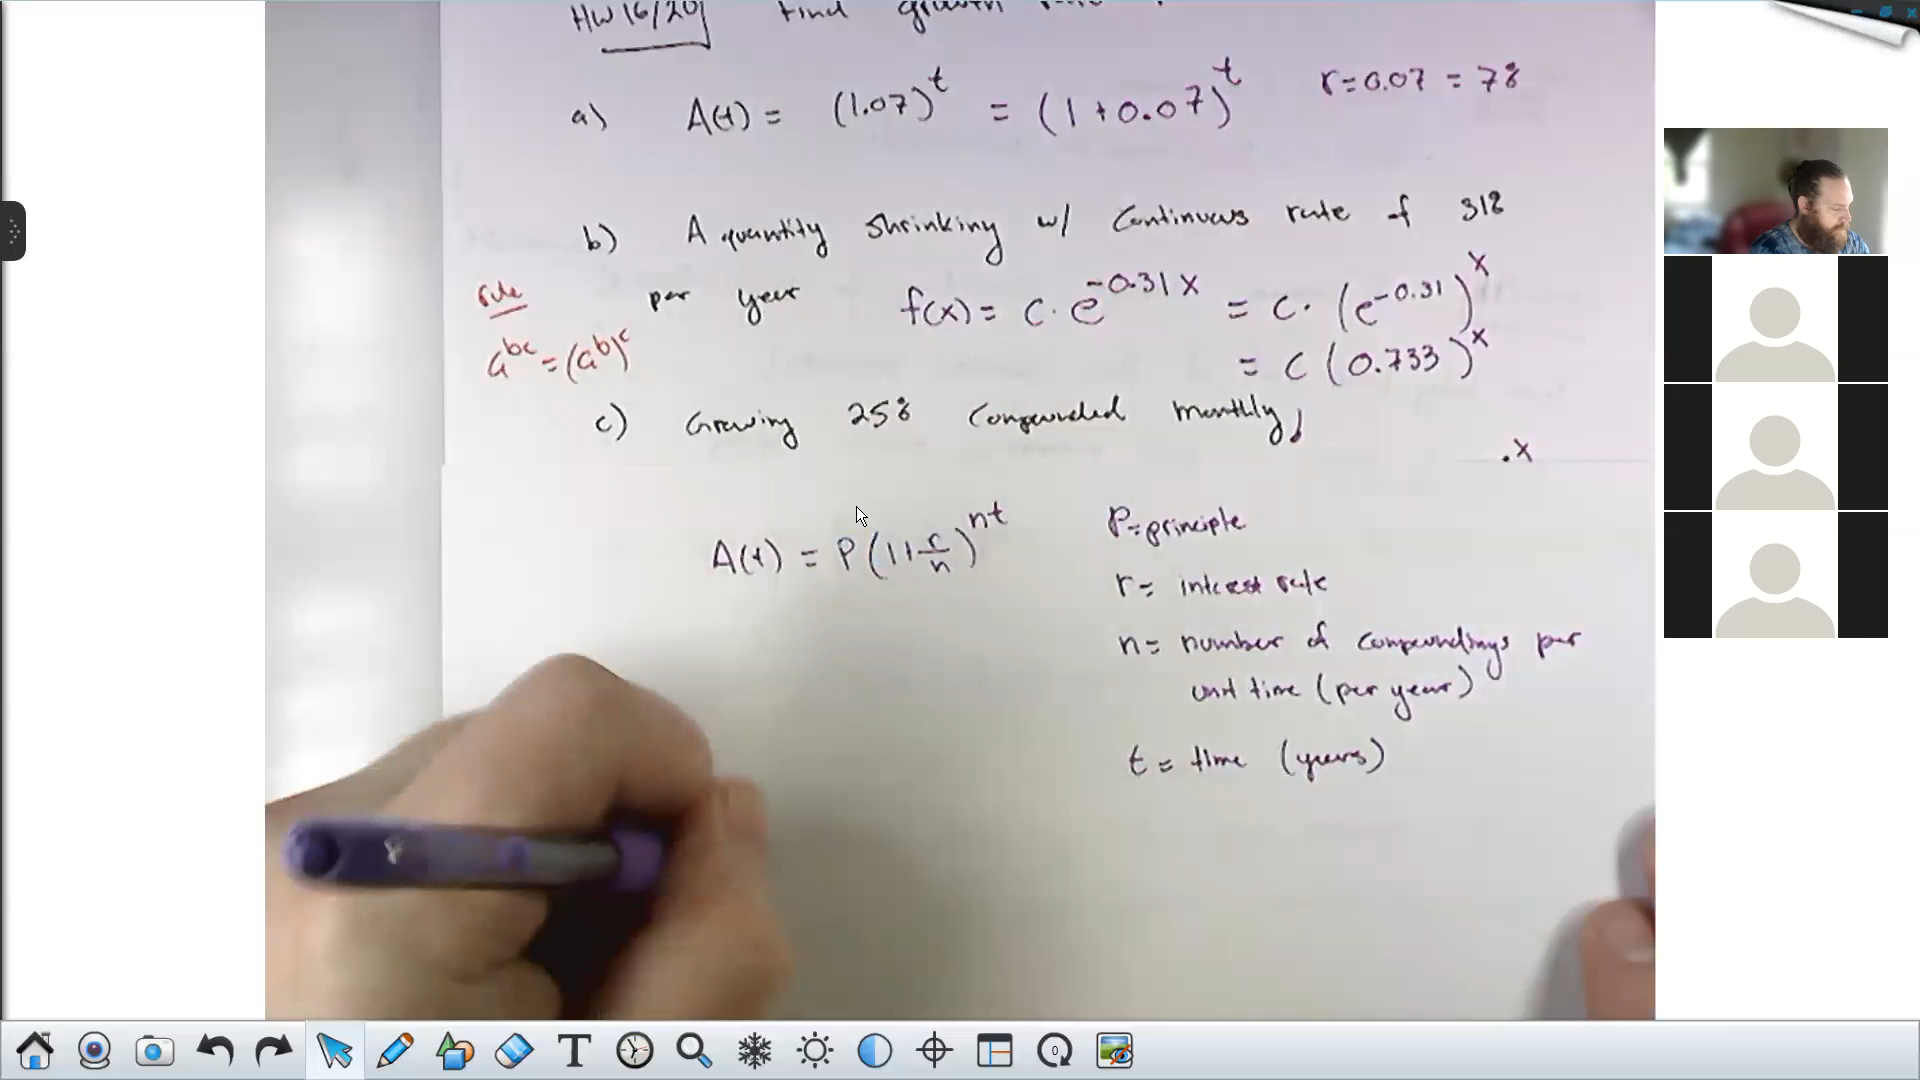 HW 16/20 Find growth rate
a) A(t) = (1.07)^t = (1+0.07)^t r=0.07 = 7%
b) A quantity shrinking w/ Continuous rate of 31%
rule per year f(x) = C·e^-0.31x = C·(e^-0.31)^x
a^bc = (a^b)^c = C(0.733)^x
c) Growing 25% Compounded monthly
.x
A(t) = P(1+r/n)^nt P=principle
r= interest rate
n= number of compoundings per
unit time (per year)
t= time (years)
T
0